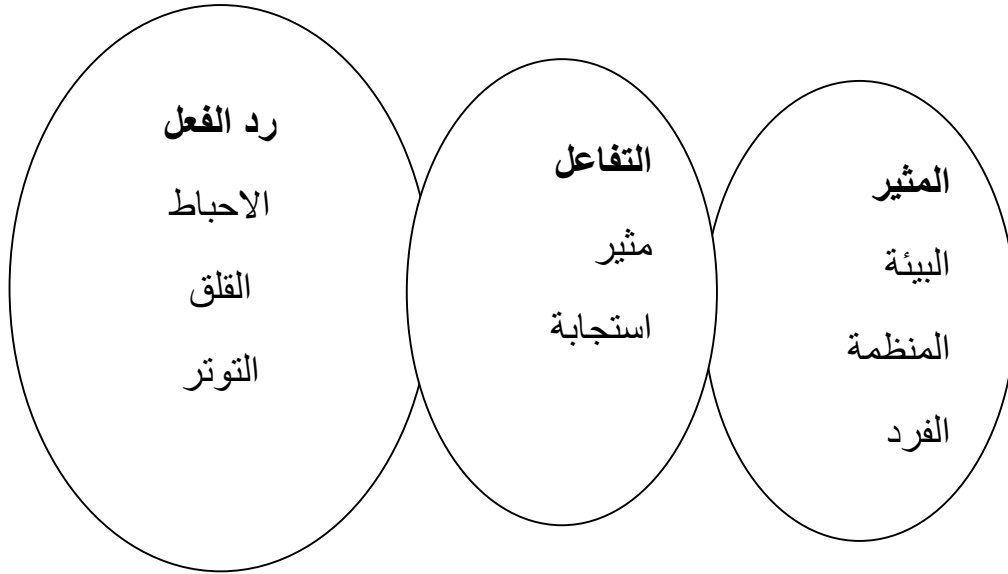 المثير
البيئة
المنظمة
الفرد
التفاعل
مثير
استجابة
رد الفعل
الاحباط
القلق
التوتر